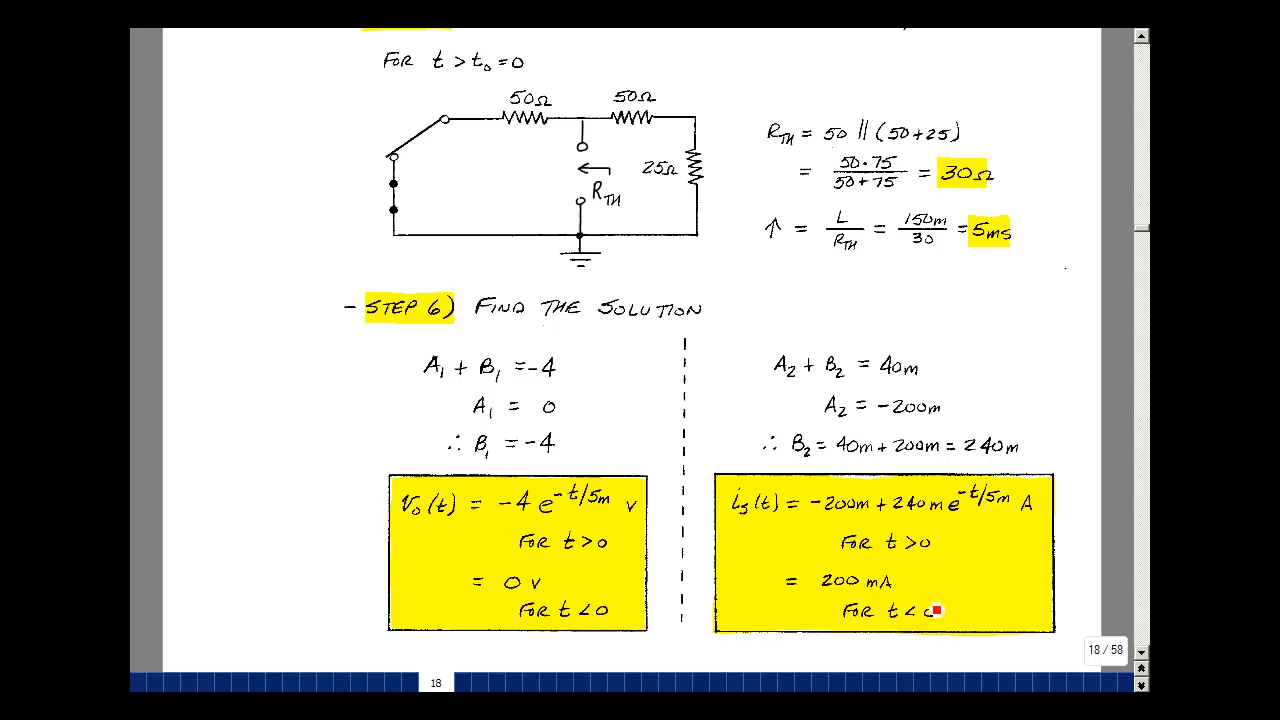 FOR t > t₀ = 0
50Ω 50Ω
25Ω
R_TH
R_TH = 50 || (50+25)
= 50·75 / 50+75 = 30Ω
↑ = L / R_TH = 150m / 30 = 5ms
- STEP 6) FIND THE SOLUTION
A₁ + B₁ = -4
A₁ = 0
∴ B₁ = -4
V₀(t) = -4 e^(-t/5m) V
FOR t > 0
= 0 V
FOR t < 0
A₂ + B₂ = 40m
A₂ = -200m
∴ B₂ = 40m + 200m = 240m
i_s(t) = -200m + 240m e^(-t/5m) A
FOR t > 0
= 200 mA
FOR t < 0
18 / 58
18